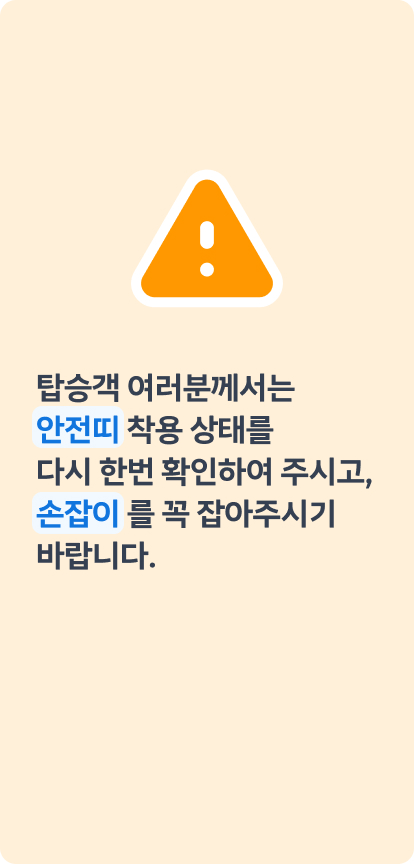 탑승객 여러분께서는
안전띠 착용 상태를
다시 한번 확인하여 주시고,
손잡이 를 꼭 잡아주시기
바랍니다.